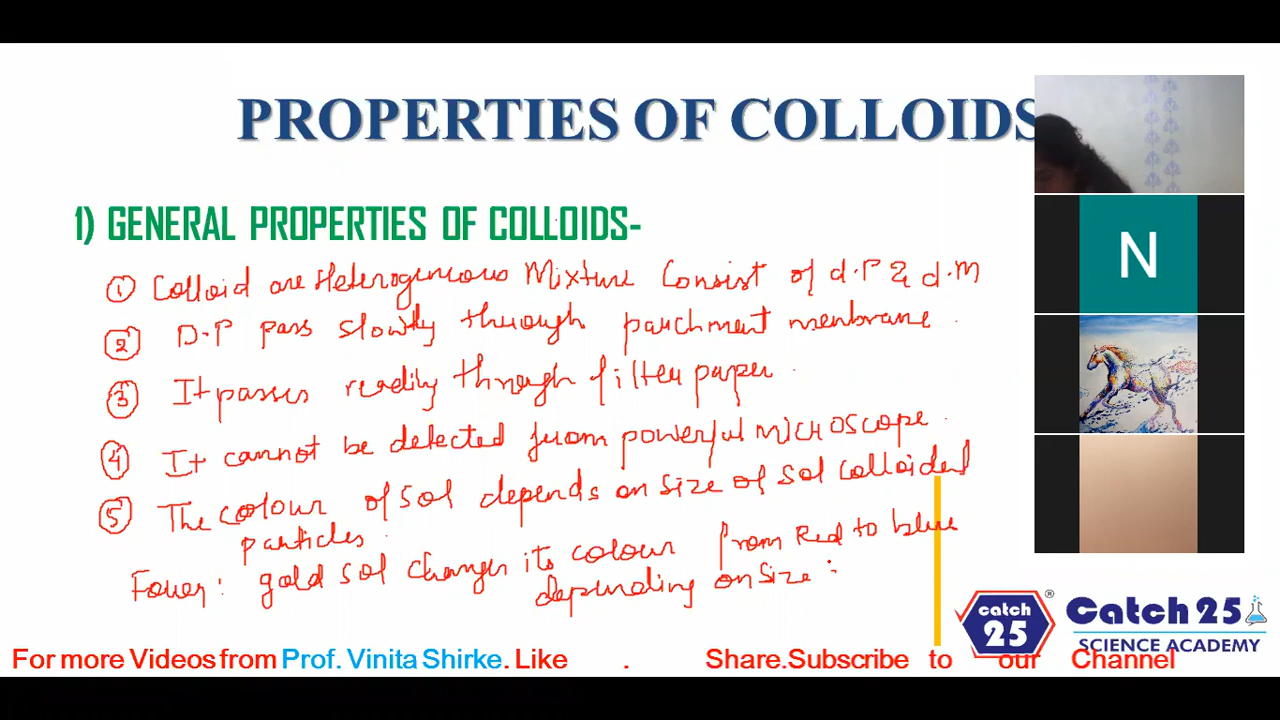 PROPERTIES OF COLLOIDS
1) GENERAL PROPERTIES OF COLLOIDS-
① Colloid are Heterogeneous Mixture Consist of d.P & d.M
② D.P pass slowly through parchment membrane.
③ It passes readily through filter paper.
④ It cannot be detected from powerful microscope.
⑤ The colour of sol depends on size of sol colloidal
particles.
gold sol changes its colour from Red to blue
depending on size:
N
catch
25
®
Catch 25
SCIENCE ACADEMY
For more Videos from Prof. Vinita Shirke. Like . Share.Subscribe to our Channel